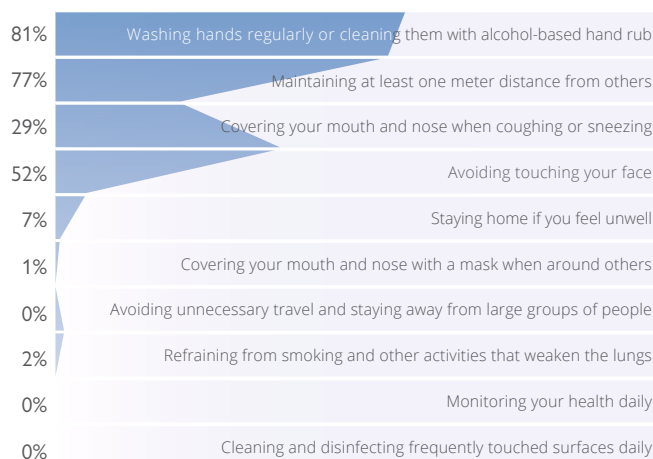 81% Washing hands regularly or cleaning them with alcohol-based hand rub
77% Maintaining at least one meter distance from others
29% Covering your mouth and nose when coughing or sneezing
52% Avoiding touching your face
7% Staying home if you feel unwell
1% Covering your mouth and nose with a mask when around others
0% Avoiding unnecessary travel and staying away from large groups of people
2% Refraining from smoking and other activities that weaken the lungs
0% Monitoring your health daily
0% Cleaning and disinfecting frequently touched surfaces daily